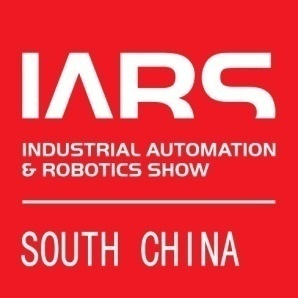 IARS
INDUSTRIAL AUTOMATION
& ROBOTICS SHOW
SOUTH CHINA